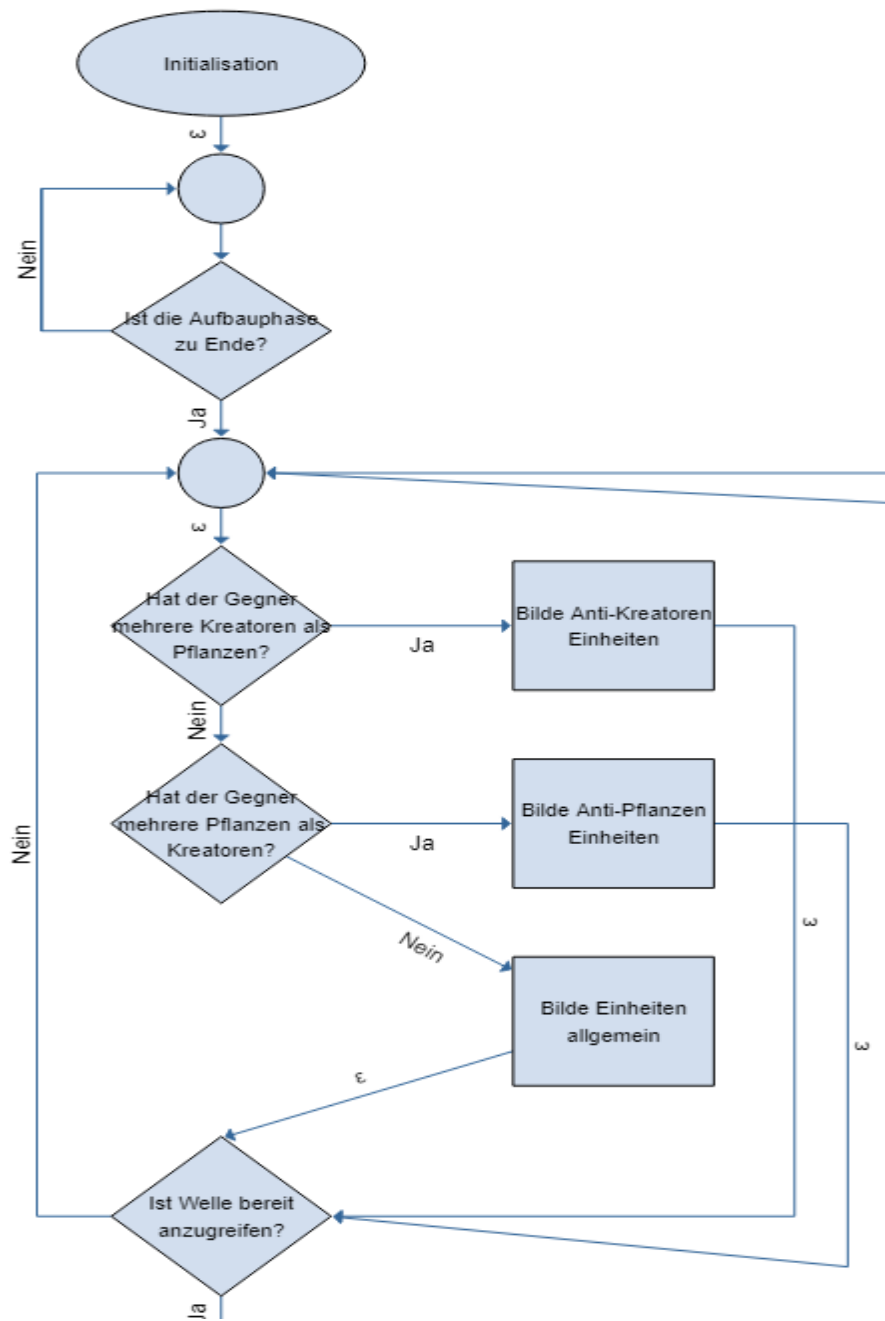 Initialisation
ε
Nein
Ist die Aufbauphase
zu Ende?
Ja
ε
Hat der Gegner
mehrere Kreatoren als
Pflanzen?
Ja
Bilde Anti-Kreatoren
Einheiten
Nein
Hat der Gegner
mehrere Pflanzen als
Kreatoren?
Ja
Bilde Anti-Pflanzen
Einheiten
Nein
Nein
ε
Bilde Einheiten
allgemein
ε
ε
Ist Welle bereit
anzugreifen?
Ja